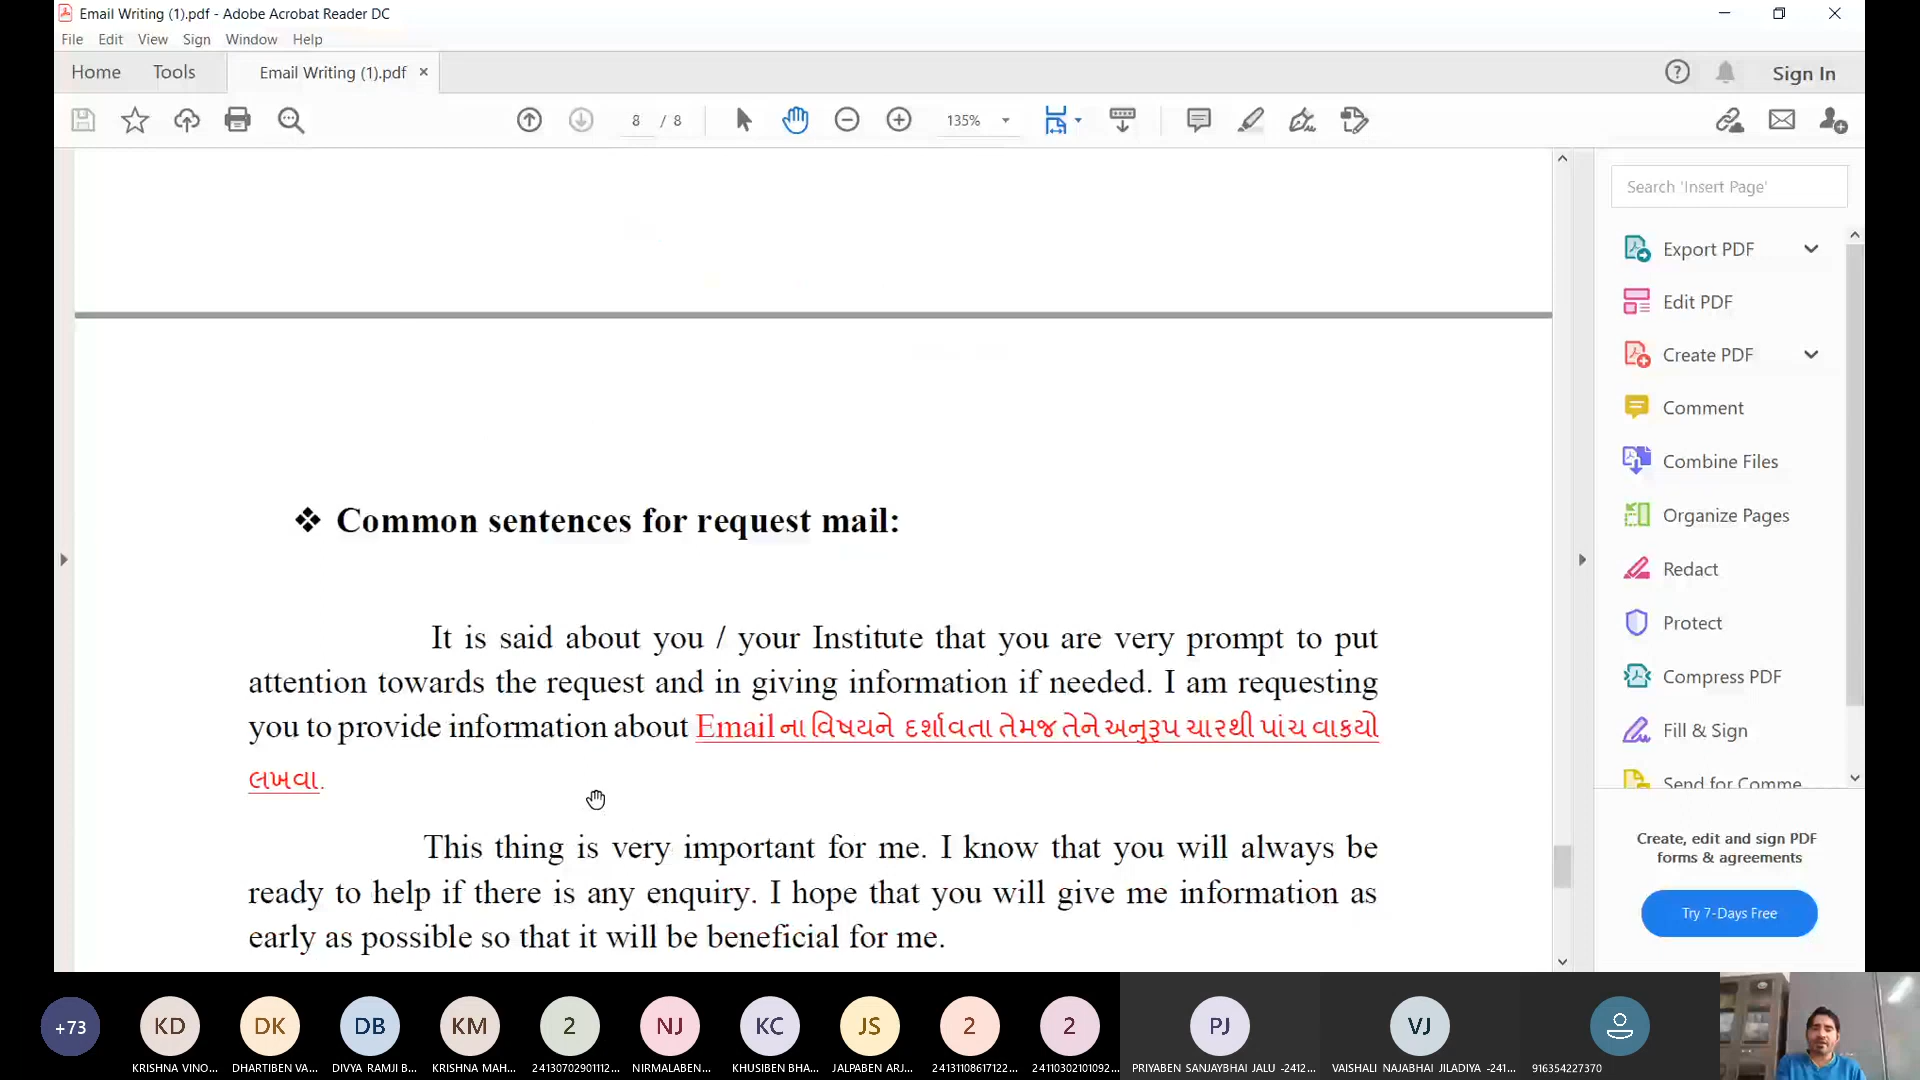 Email Writing (1).pdf - Adobe Acrobat Reader DC
File Edit View Sign Window Help
Home Tools Email Writing (1).pdf × Sign In
8 / 8 135%
Search 'Insert Page'
Export PDF
Edit PDF
Create PDF
Comment
Combine Files
Organize Pages
Redact
Protect
Compress PDF
Fill & Sign
Send for Comme
Create, edit and sign PDF
forms & agreements
Try 7-Days Free
❖ Common sentences for request mail:
It is said about you / your Institute that you are very prompt to put
attention towards the request and in giving information if needed. I am requesting
you to provide information about Email ના વિષયને દર્શાવતા તેમજ તેને અનુરૂપ ચારથી પાંચ વાકયો
લખવા.
This thing is very important for me. I know that you will always be
ready to help if there is any enquiry. I hope that you will give me information as
early as possible so that it will be beneficial for me.
+73 KD DK DB KM 2 NJ KC JS 2 2 PJ VJ
KRISHNA VINO... DHARTIBEN VA... DIVYA RAMJI B... KRISHNA MAH... 24130702901112... NIRMALABEN... KHUSIBEN BHA... JALPABEN ARJ... 24131108617122... 24110302101092... PRIYABEN SANJAYBHAI JALU -2412... VAISHALI NAJABHAI JILADIYA -241... 916354227370